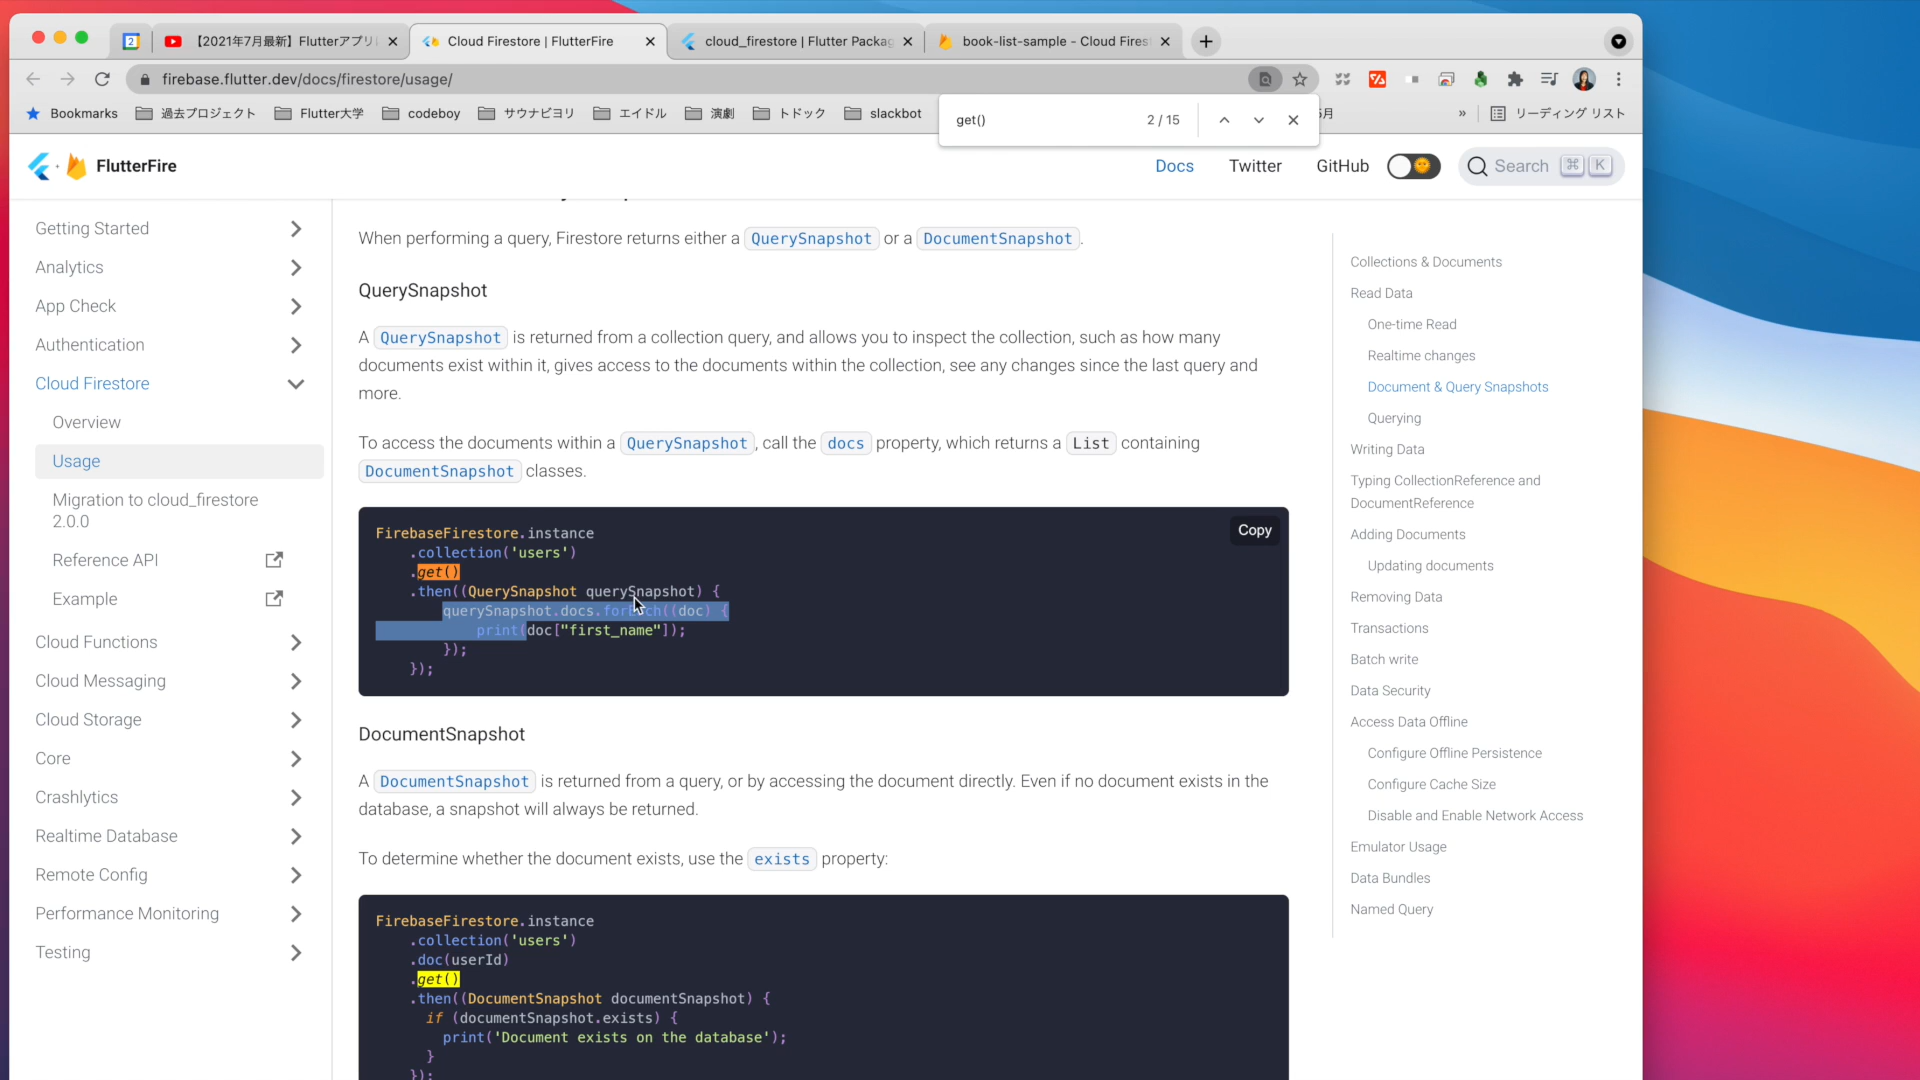 【2021年7月最新】Flutterアプリ
Cloud Firestore | FlutterFire
cloud_firestore | Flutter Packag
book-list-sample - Cloud Firest
firebase.flutter.dev/docs/firestore/usage/
Bookmarks
過去プロジェクト
Flutter大学
codeboy
サウナビヨリ
エイドル
演劇
トドック
slackbot
月
»
リーディング リスト
get()
2 / 15
FlutterFire
Docs
Twitter
GitHub
Search ⌘ K
Getting Started
Analytics
App Check
Authentication
Cloud Firestore
Overview
Usage
Migration to cloud_firestore
2.0.0
Reference API
Example
Cloud Functions
Cloud Messaging
Cloud Storage
Core
Crashlytics
Realtime Database
Remote Config
Performance Monitoring
Testing
When performing a query, Firestore returns either a QuerySnapshot or a DocumentSnapshot.
QuerySnapshot
A QuerySnapshot is returned from a collection query, and allows you to inspect the collection, such as how many
documents exist within it, gives access to the documents within the collection, see any changes since the last query and
more.
To access the documents within a QuerySnapshot, call the docs property, which returns a List containing
DocumentSnapshot classes.
Copy
FirebaseFirestore.instance
.collection('users')
.get()
.then((QuerySnapshot querySnapshot) {
querySnapshot.docs.forEach((doc) {
print(doc["first_name"]);
});
});
DocumentSnapshot
A DocumentSnapshot is returned from a query, or by accessing the document directly. Even if no document exists in the
database, a snapshot will always be returned.
To determine whether the document exists, use the exists property:
FirebaseFirestore.instance
.collection('users')
.doc(userId)
.get()
.then((DocumentSnapshot documentSnapshot) {
if (documentSnapshot.exists) {
print('Document exists on the database');
}
});
Collections & Documents
Read Data
One-time Read
Realtime changes
Document & Query Snapshots
Querying
Writing Data
Typing CollectionReference and
DocumentReference
Adding Documents
Updating documents
Removing Data
Transactions
Batch write
Data Security
Access Data Offline
Configure Offline Persistence
Configure Cache Size
Disable and Enable Network Access
Emulator Usage
Data Bundles
Named Query